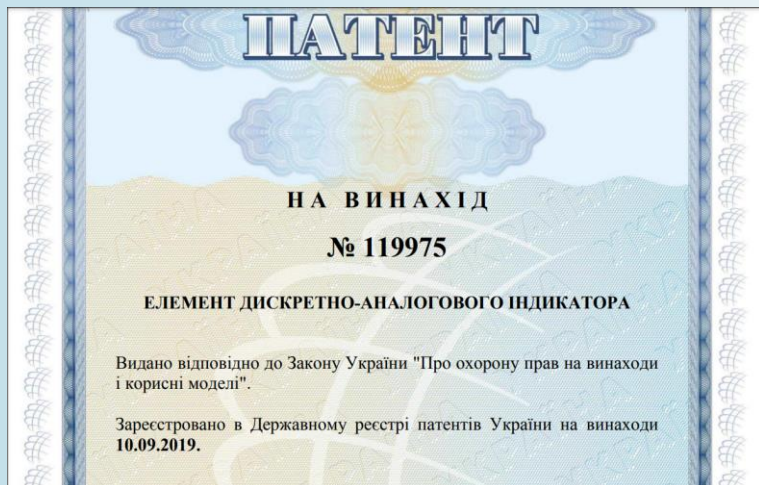 ПАТЕНТ
НА ВИНАХІД
№ 119975
ЕЛЕМЕНТ ДИСКРЕТНО-АНАЛОГОВОГО ІНДИКАТОРА
Видано відповідно до Закону України "Про охорону прав на винаходи
і корисні моделі".
Зареєстровано в Державному реєстрі патентів України на винаходи
10.09.2019.